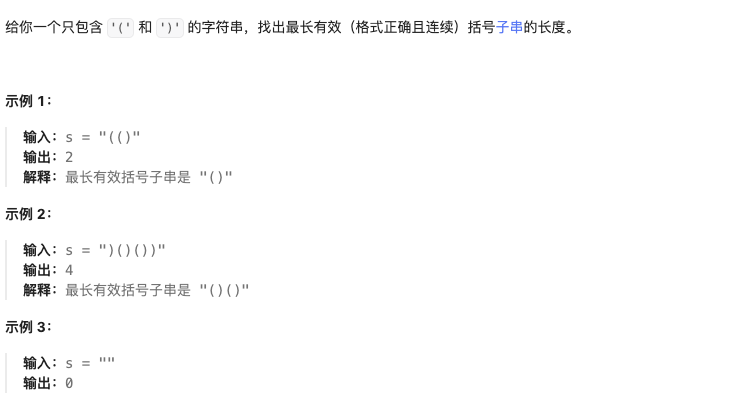 给你一个只包含 '(' 和 ')' 的字符串，找出最长有效（格式正确且连续）括号子串的长度。
示例 1：
输入：s = "(()"
输出：2
解释：最长有效括号子串是 "()"
示例 2：
输入：s = ")()())"
输出：4
解释：最长有效括号子串是 "()()"
示例 3：
输入：s = ""
输出：0